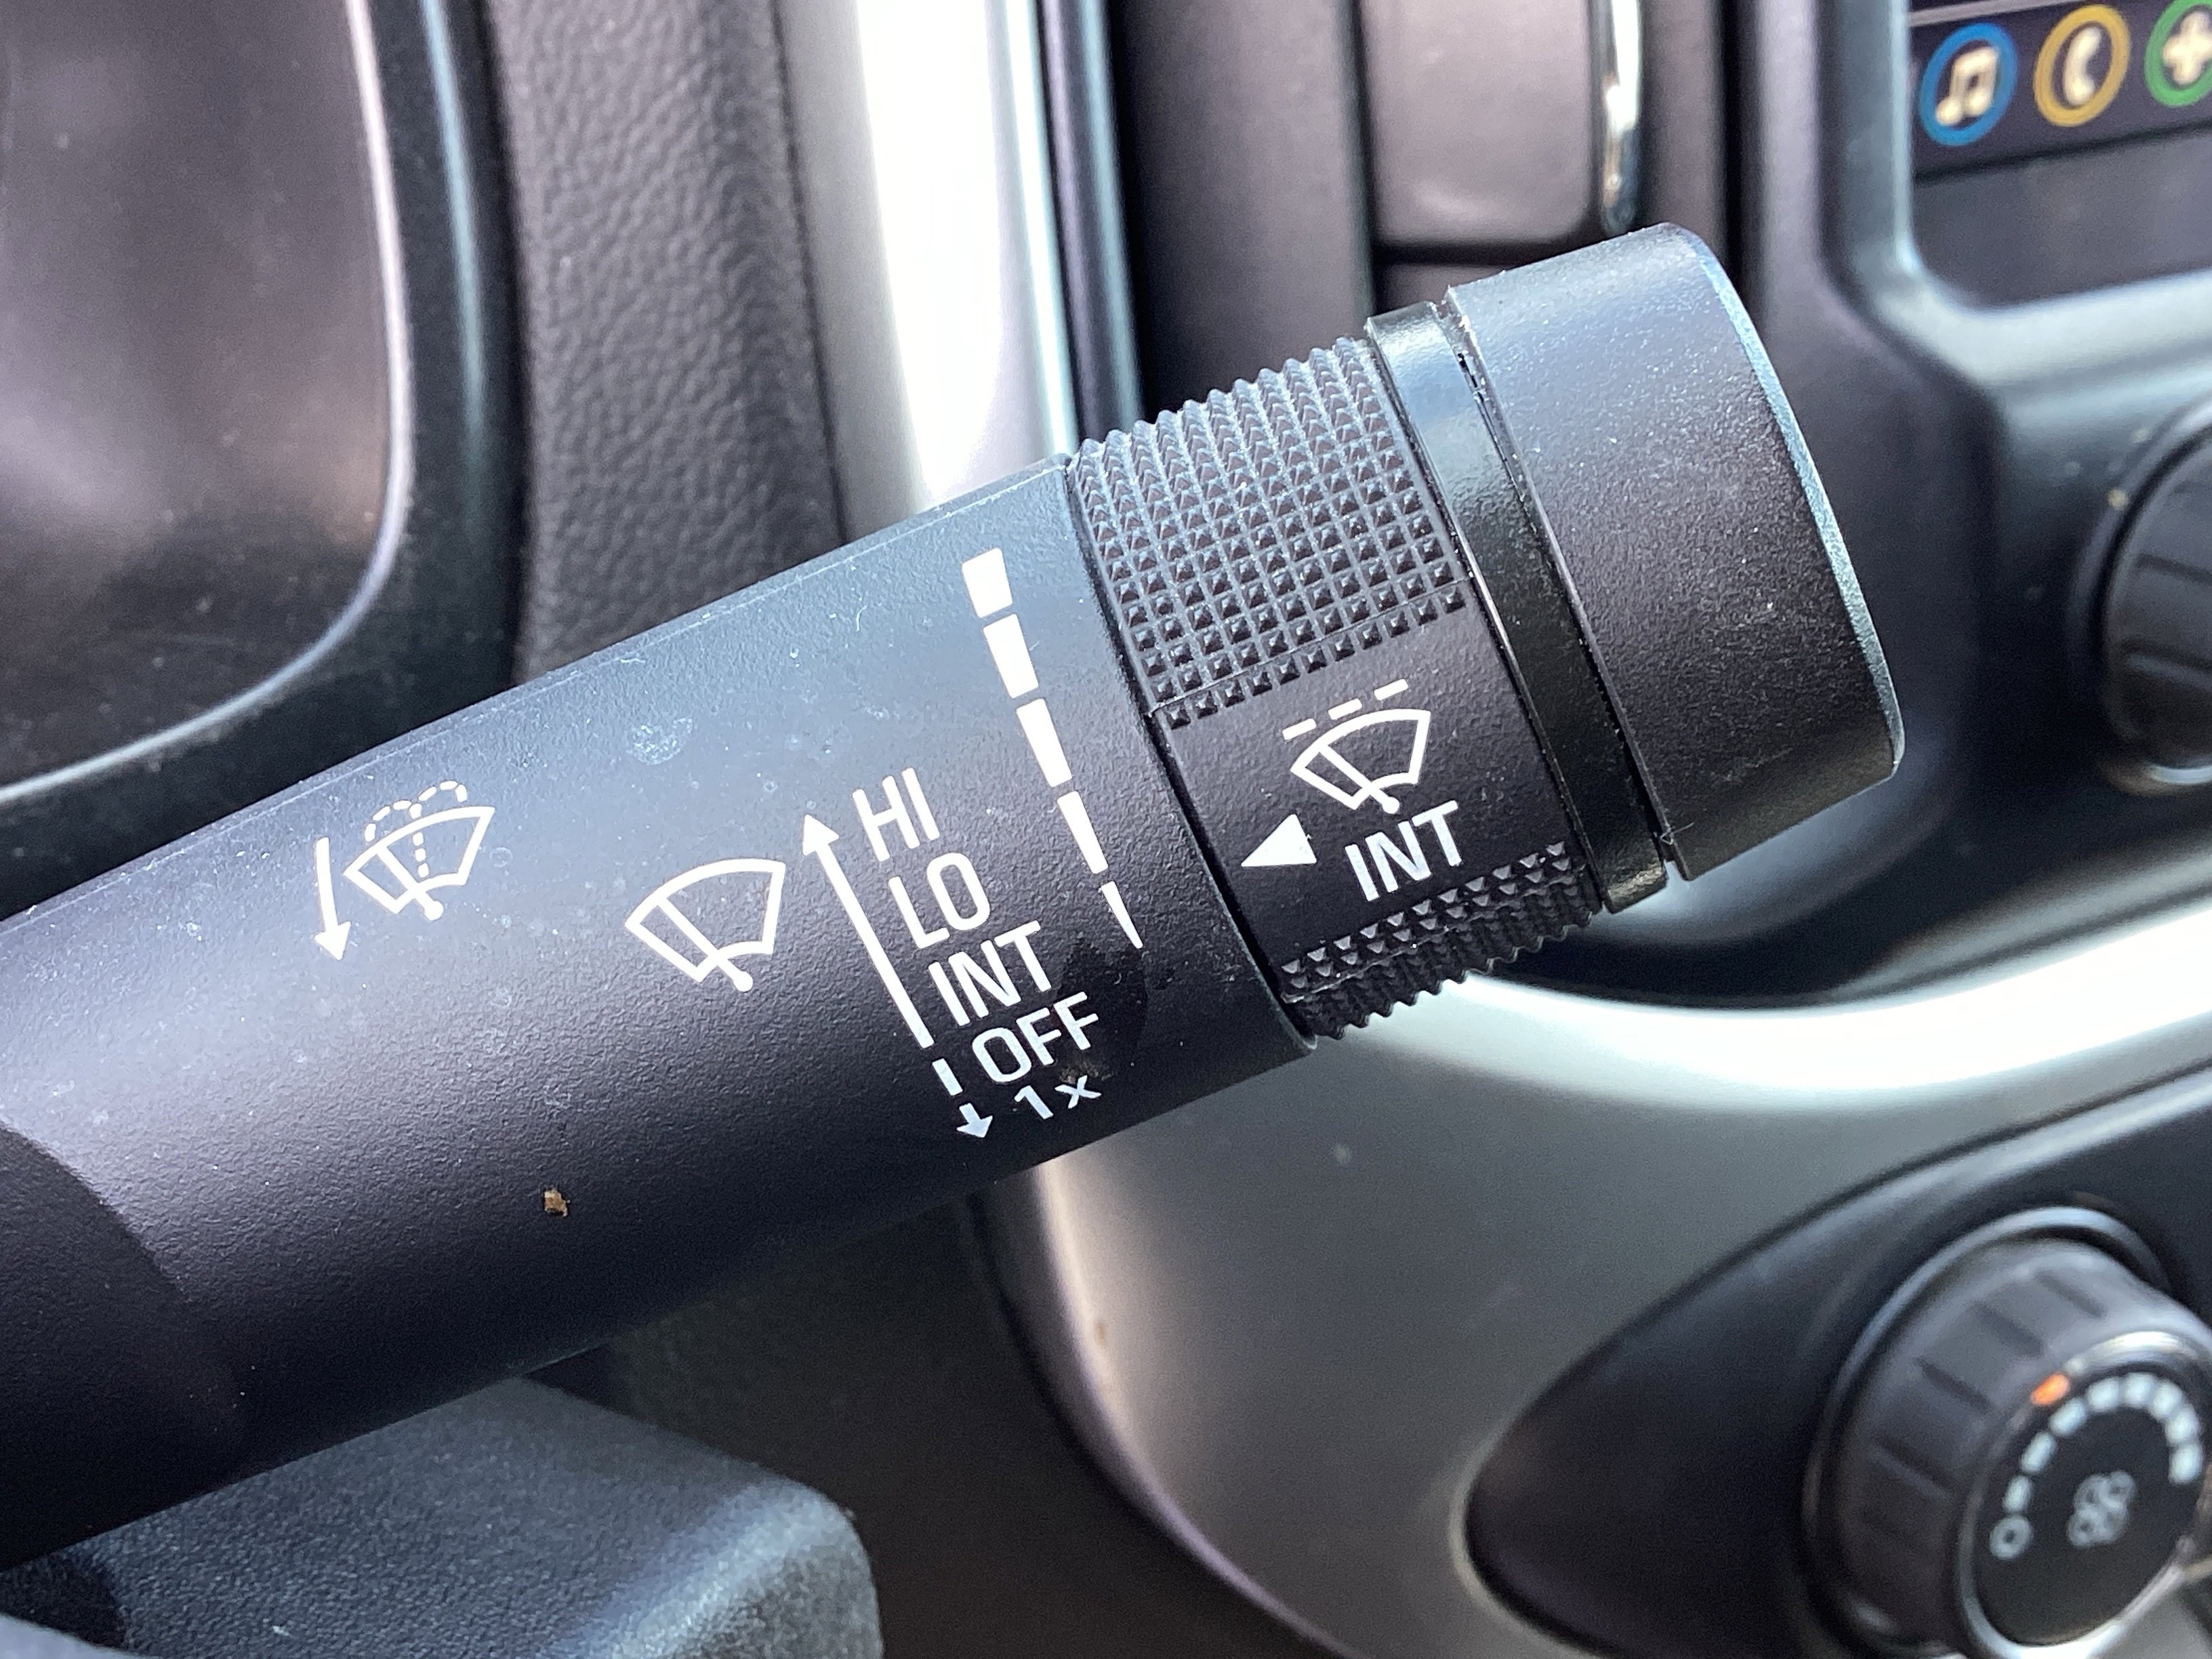 HI
LO
INT
OFF
1x
INT